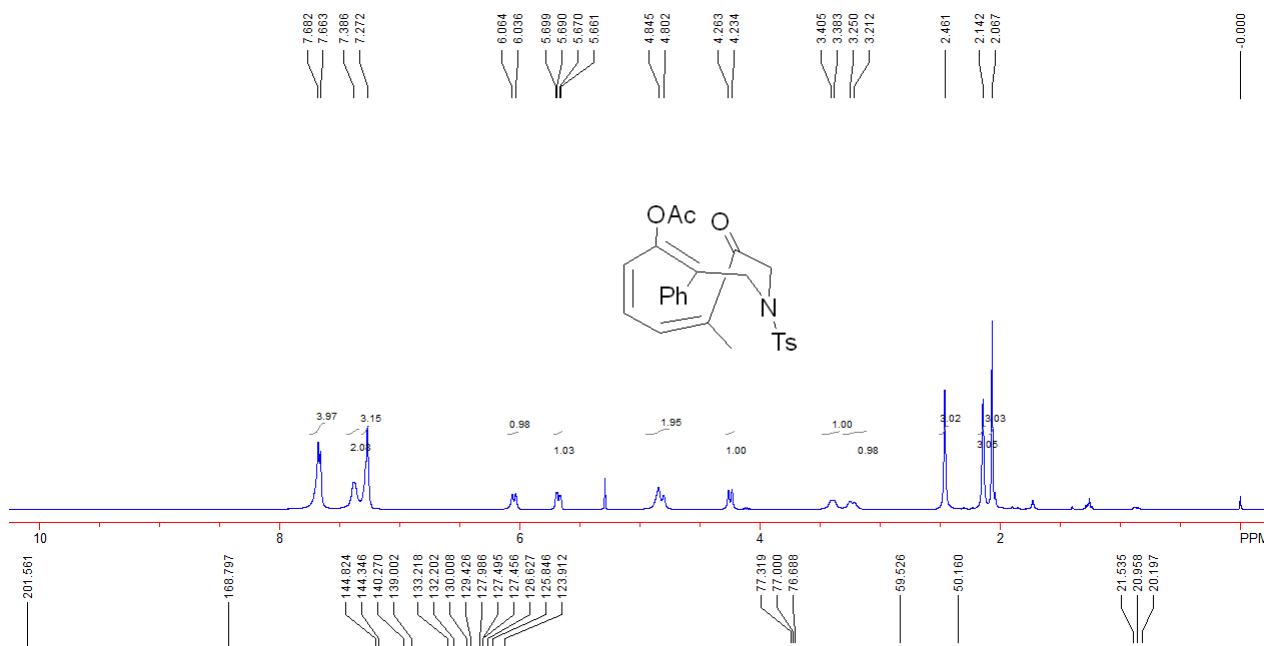 7.682 7.663 7.386 7.272 6.064 6.036 5.699 5.690 5.670 5.661 4.845 4.802 4.263 4.234 3.405 3.383 3.250 3.212 2.461 2.142 2.067 -0.000
OAc O
Ph
N
Ts
3.97 3.15 0.98 1.95 1.00 3.02 3.03
2.08 1.03 1.00 0.98 3.05
10 8 6 4 2 PPM
201.561 168.797 144.824 144.346 140.270 139.002 133.218 132.202 130.008 129.426 127.986 127.495 127.456 126.627 125.846 123.912 77.319 77.000 76.688 59.526 50.160 21.535 20.958 20.197